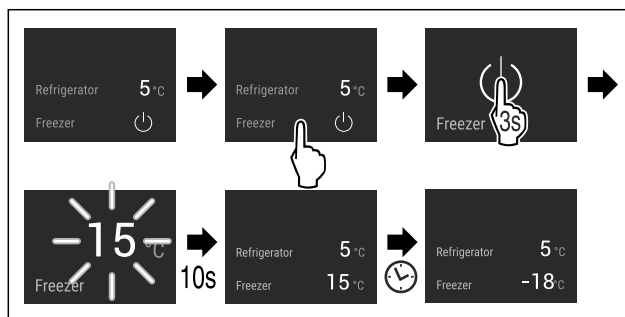 Refrigerator 5 °C
Freezer
Refrigerator 5 °C
Freezer
Freezer 3s
15 °C
Freezer
10s
Refrigerator 5 °C
Freezer 15 °C
Refrigerator 5 °C
Freezer -18 °C